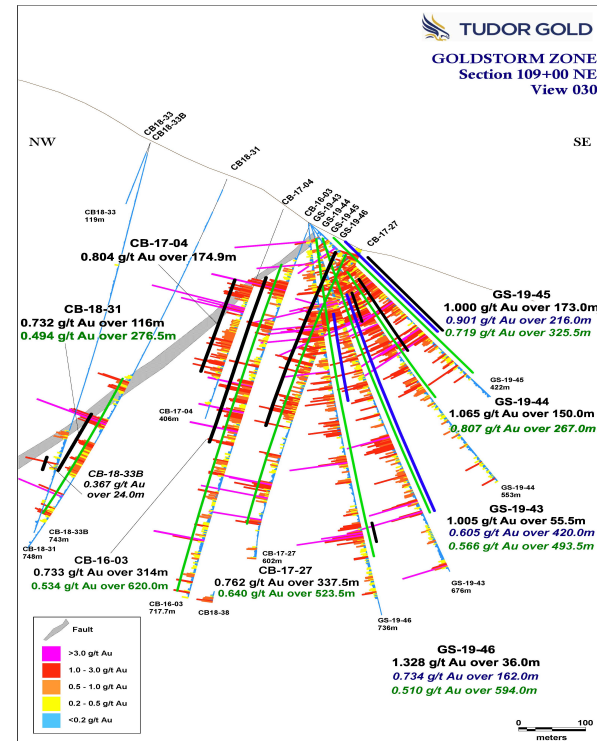 TUDOR GOLD
GOLDSTORM ZONE
Section 109+00 NE
View 030
NW
SE
CB18-33
CB18-33B
CB18-31
CB-17-04
CB-16-03
GS-19-43
GS-19-44
GS-19-45
GS-19-46
CB-17-27
CB18-33
119m
CB-17-04
0.804 g/t Au over 174.9m
CB-18-31
0.732 g/t Au over 116m
0.494 g/t Au over 276.5m
GS-19-45
1.000 g/t Au over 173.0m
0.901 g/t Au over 216.0m
0.719 g/t Au over 325.5m
GS-19-45
422m
CB-17-04
406m
GS-19-44
1.065 g/t Au over 150.0m
0.807 g/t Au over 267.0m
GS-19-44
553m
CB-18-33B
0.367 g/t Au
over 24.0m
CB-18-33B
743m
CB-18-31
748m
GS-19-43
1.005 g/t Au over 55.5m
0.605 g/t Au over 420.0m
0.566 g/t Au over 493.5m
GS-19-43
676m
CB-16-03
0.733 g/t Au over 314m
0.534 g/t Au over 620.0m
CB-17-27
602m
CB-17-27
0.762 g/t Au over 337.5m
0.640 g/t Au over 523.5m
CB-16-03
717.7m
CB18-38
GS-19-46
736m
GS-19-46
1.328 g/t Au over 36.0m
0.734 g/t Au over 162.0m
0.510 g/t Au over 594.0m
Fault
>3.0 g/t Au
1.0 - 3.0 g/t Au
0.5 - 1.0 g/t Au
0.2 - 0.5 g/t Au
<0.2 g/t Au
0 100
meters